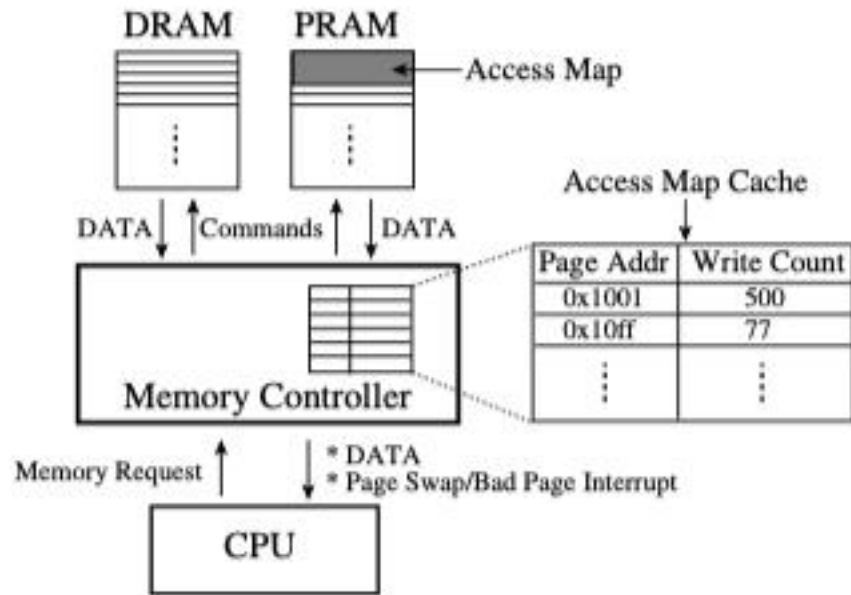 DRAM PRAM
Access Map
Access Map Cache
DATA Commands DATA
Page Addr Write Count
0x1001 500
0x10ff 77
Memory Controller
Memory Request
* DATA
* Page Swap/Bad Page Interrupt
CPU